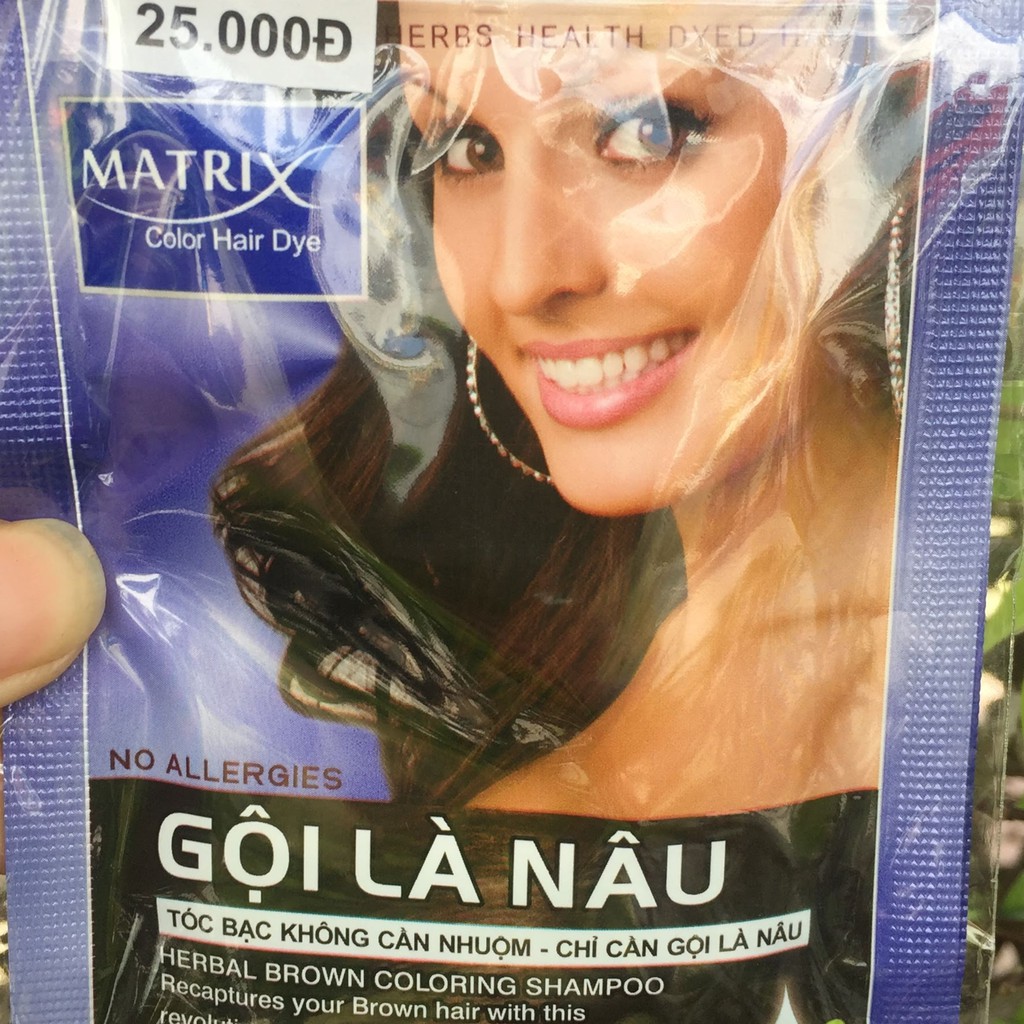 25.000Đ
HERBS HEALTH DYED
MATRIX
Color Hair Dye
NO ALLERGIES
GỘI LÀ NÂU
TÓC BẠC KHÔNG CẦN NHUỘM - CHỈ CẦN GỘI LÀ NÂU
HERBAL BROWN COLORING SHAMPOO
Recaptures your Brown hair with this